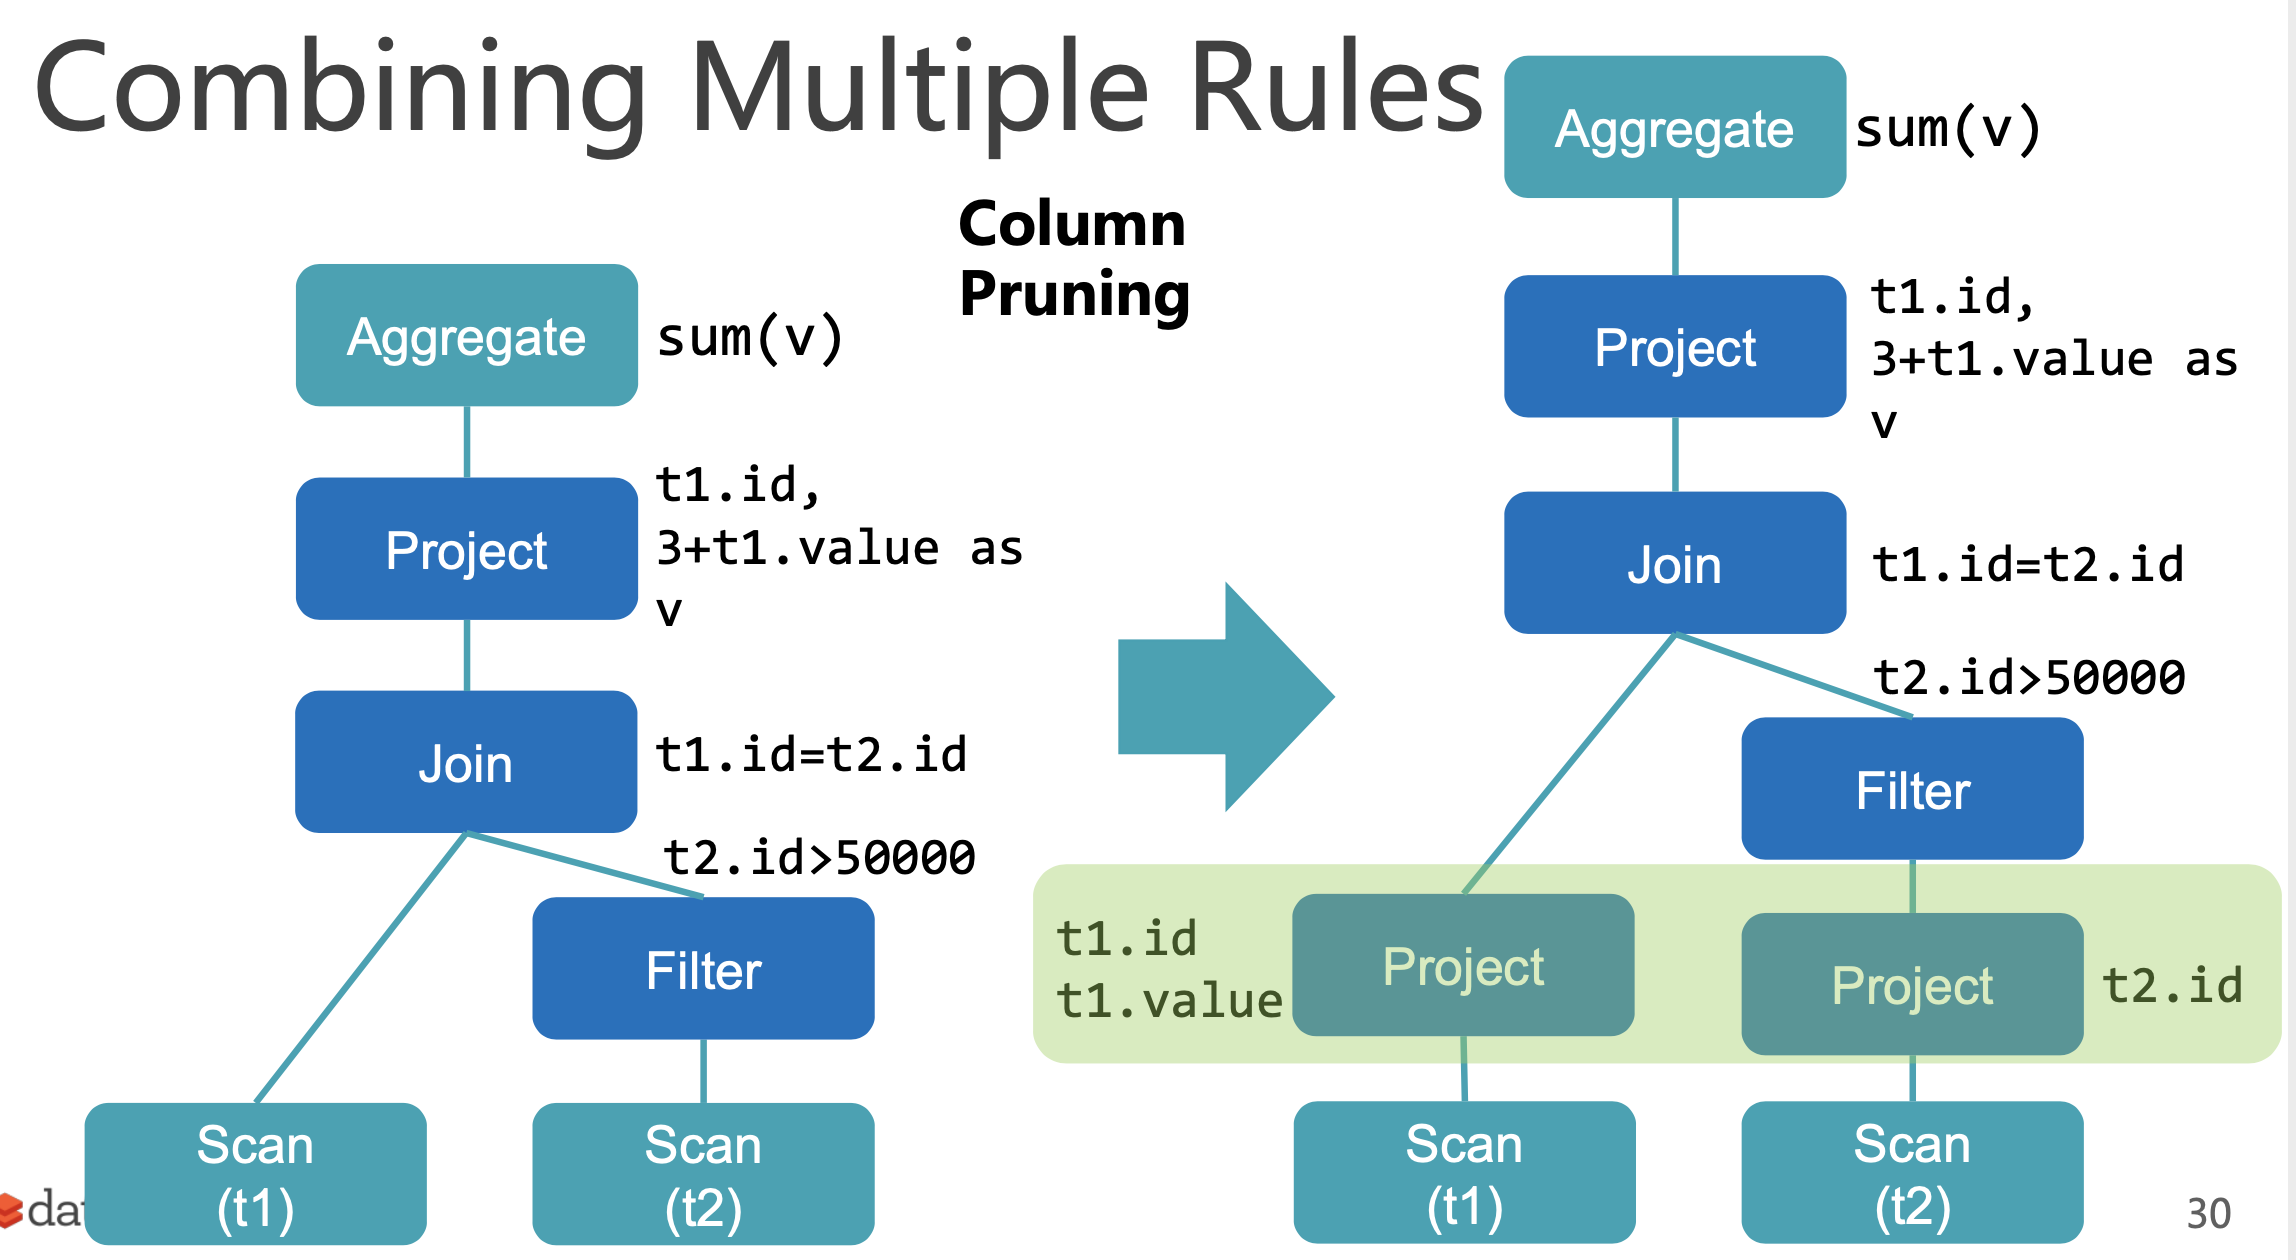 Combining Multiple Rules
Column
Pruning
Aggregate
sum(v)
Project
t1.id,
3+t1.value as
v
Join
t1.id=t2.id
t2.id>50000
Filter
Scan
(t1)
Scan
(t2)
Aggregate
sum(v)
Project
t1.id,
3+t1.value as
v
Join
t1.id=t2.id
t2.id>50000
Filter
t1.id
t1.value
Project
Project
t2.id
Scan
(t1)
Scan
(t2)
30